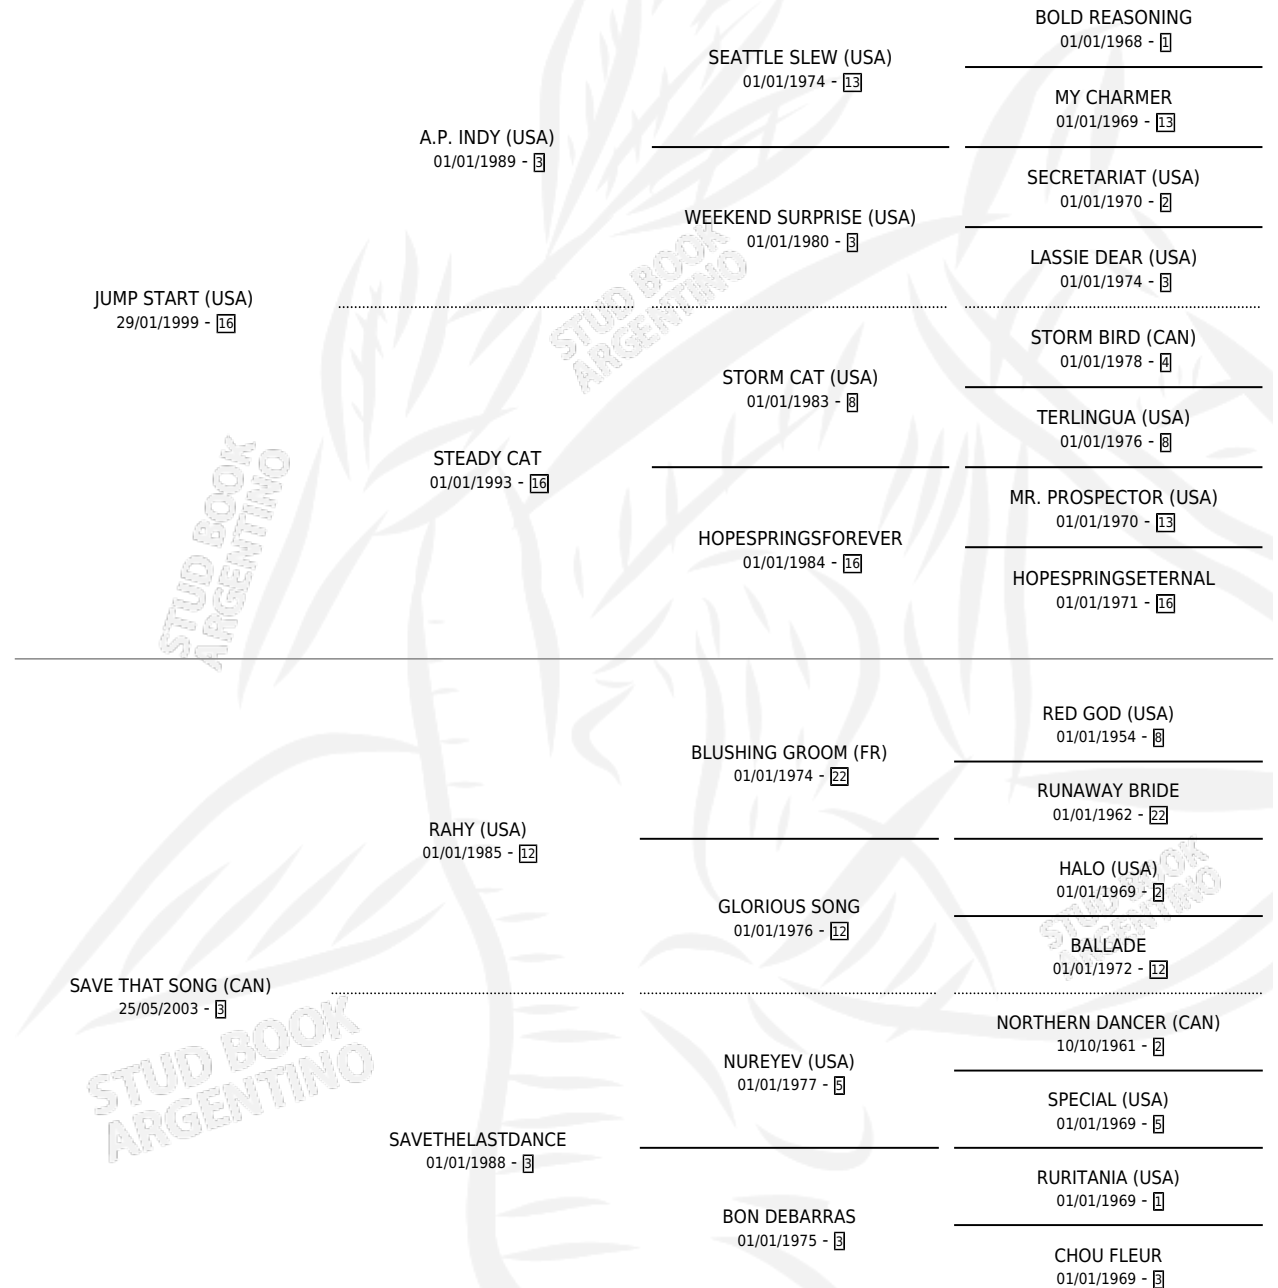 BOLD REASONING
01/01/1968 - 1
SEATTLE SLEW (USA)
01/01/1974 - 13
MY CHARMER
01/01/1969 - 13
A.P. INDY (USA)
01/01/1989 - 3
SECRETARIAT (USA)
01/01/1970 - 2
WEEKEND SURPRISE (USA)
01/01/1980 - 3
LASSIE DEAR (USA)
01/01/1974 - 3
JUMP START (USA)
29/01/1999 - 16
STORM BIRD (CAN)
01/01/1978 - 4
STORM CAT (USA)
01/01/1983 - 8
TERLINGUA (USA)
01/01/1976 - 8
STEADY CAT
01/01/1993 - 16
MR. PROSPECTOR (USA)
01/01/1970 - 13
HOPESPRINGSFOREVER
01/01/1984 - 16
HOPESPRINGSETERNAL
01/01/1971 - 16
RED GOD (USA)
01/01/1954 - 8
BLUSHING GROOM (FR)
01/01/1974 - 22
RUNAWAY BRIDE
01/01/1962 - 22
RAHY (USA)
01/01/1985 - 12
HALO (USA)
01/01/1969 - 2
GLORIOUS SONG
01/01/1976 - 12
BALLADE
01/01/1972 - 12
SAVE THAT SONG (CAN)
25/05/2003 - 3
NORTHERN DANCER (CAN)
10/10/1961 - 2
NUREYEV (USA)
01/01/1977 - 5
SPECIAL (USA)
01/01/1969 - 5
SAVETHELASTDANCE
01/01/1988 - 3
RURITANIA (USA)
01/01/1969 - 1
BON DEBARRAS
01/01/1975 - 3
CHOU FLEUR
01/01/1969 - 3
STUD BOOK
ARGENTINO
STUD BOOK
ARGENTINO
STUD BOOK
ARGENTINO
STUD BOOK
ARGENTINO